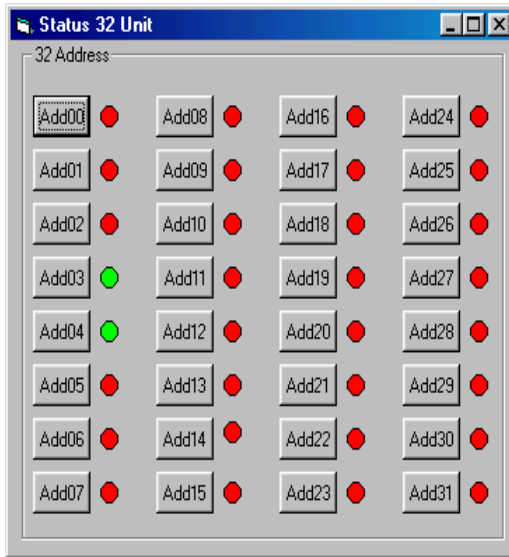 Status 32 Unit
32 Address
Add00 Add08 Add16 Add24
Add01 Add09 Add17 Add25
Add02 Add10 Add18 Add26
Add03 Add11 Add19 Add27
Add04 Add12 Add20 Add28
Add05 Add13 Add21 Add29
Add06 Add14 Add22 Add30
Add07 Add15 Add23 Add31